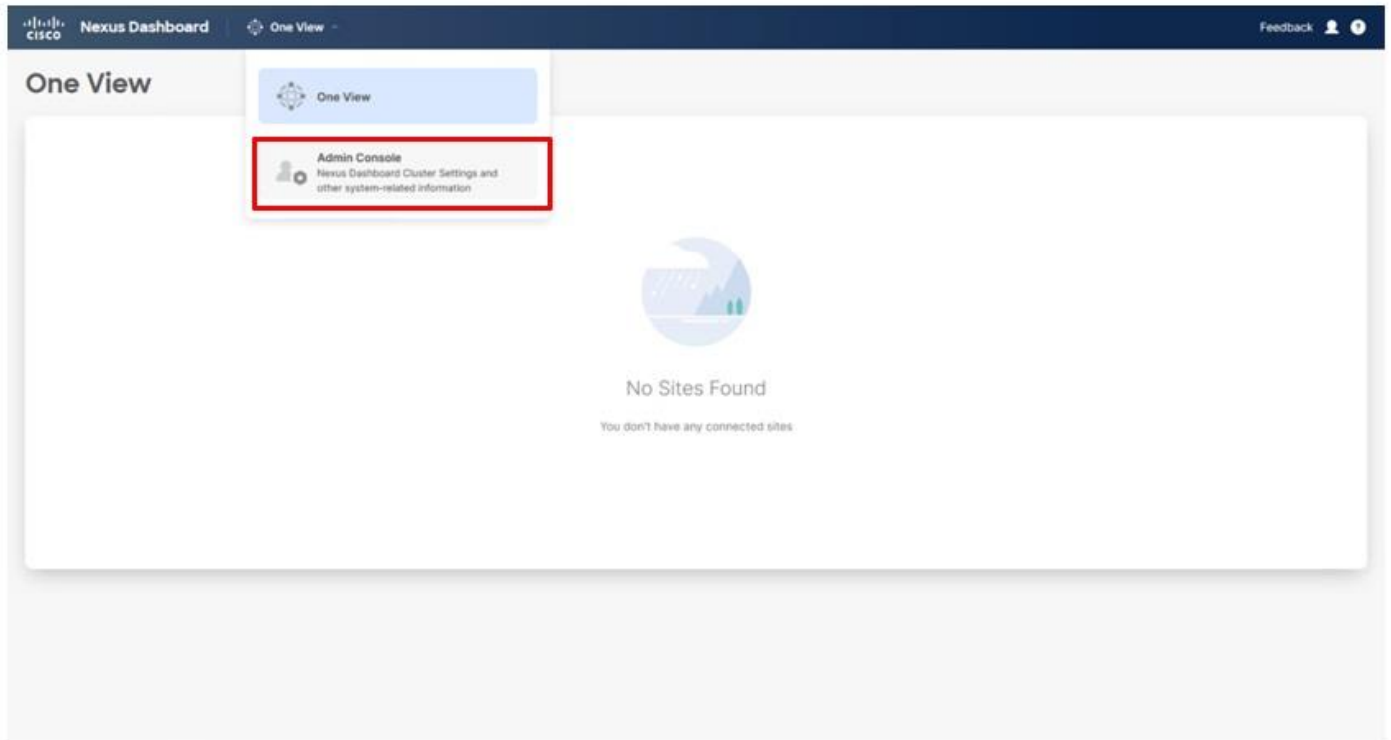 CISCO Nexus Dashboard One View Feedback
One View
One View
Admin Console
Nexus Dashboard Cluster Settings and
other system-related information
No Sites Found
You don't have any connected sites